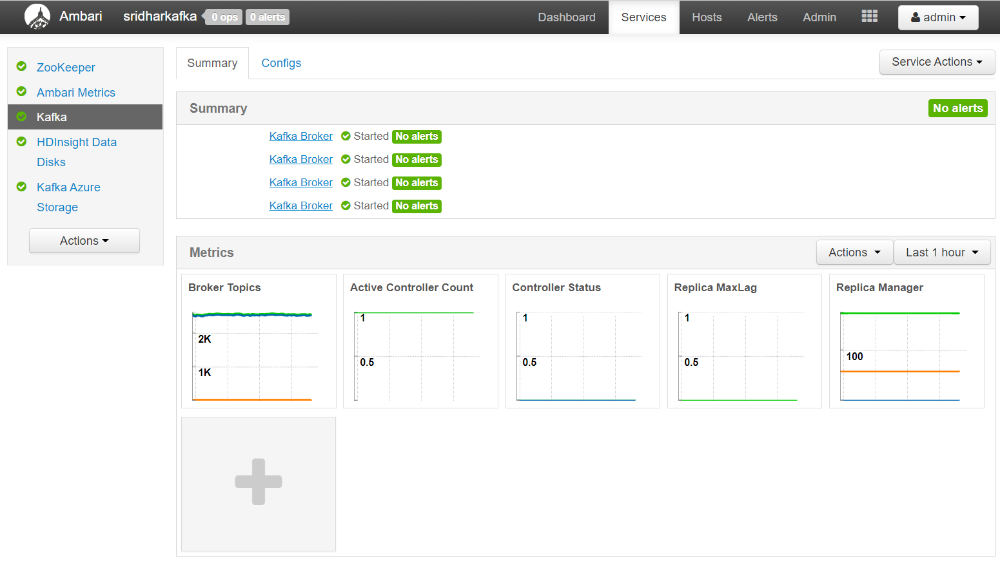 Ambari sridharkafka 0 ops 0 alerts Dashboard Services Hosts Alerts Admin admin
ZooKeeper
Ambari Metrics
Kafka
HDInsight Data
Disks
Kafka Azure
Storage
Actions
Summary Configs Service Actions
Summary No alerts
Kafka Broker Started No alerts
Kafka Broker Started No alerts
Kafka Broker Started No alerts
Kafka Broker Started No alerts
Metrics Actions Last 1 hour
Broker Topics
2K
1K
Active Controller Count
1
0.5
Controller Status
1
0.5
Replica MaxLag
1
0.5
Replica Manager
100